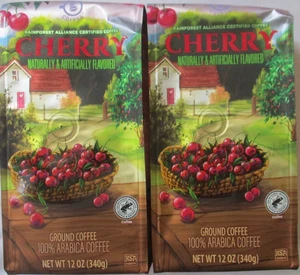 RAINFOREST ALLIANCE CERTIFIED COFFEE
CHERRY
NATURALLY & ARTIFICIALLY FLAVORED
GROUND COFFEE
100% ARABICA COFFEE
NET WT 12 OZ (340g)
RAINFOREST ALLIANCE CERTIFIED COFFEE
CHERRY
NATURALLY & ARTIFICIALLY FLAVORED
GROUND COFFEE
100% ARABICA COFFEE
NET WT 12 OZ (340g)